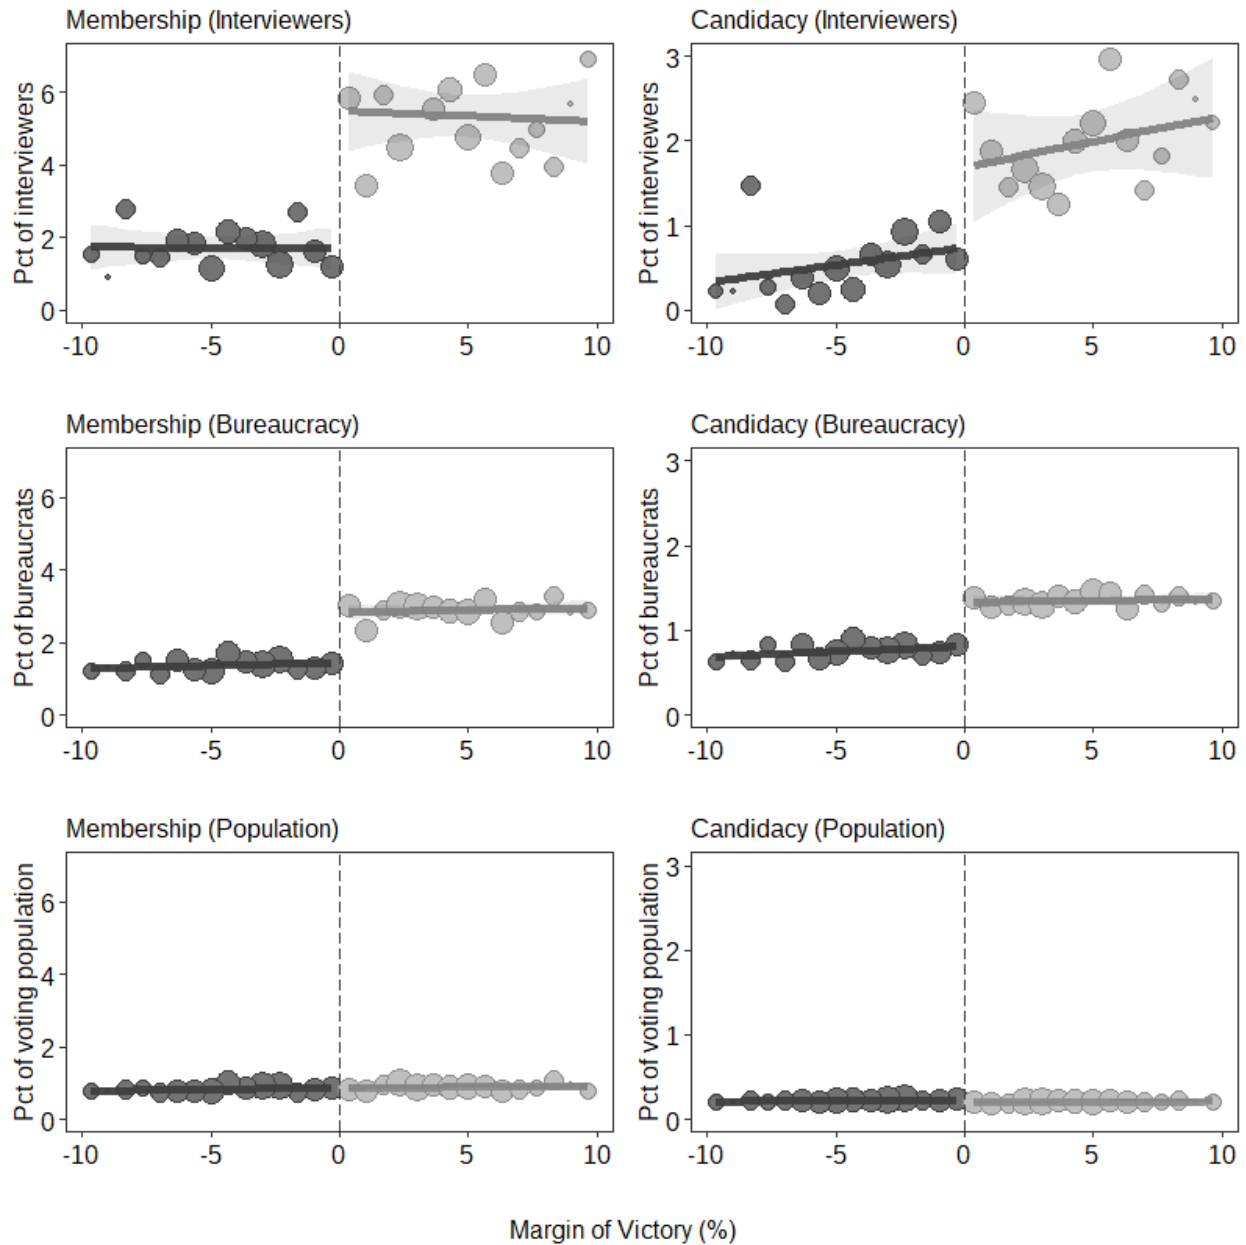 Membership (Interviewers)
Pct of interviewers
6
4
2
0
-10 -5 0 5 10
Candidacy (Interviewers)
Pct of interviewers
3
2
1
0
-10 -5 0 5 10
Membership (Bureaucracy)
Pct of bureaucrats
6
4
2
0
-10 -5 0 5 10
Candidacy (Bureaucracy)
Pct of bureaucrats
3
2
1
0
-10 -5 0 5 10
Membership (Population)
Pct of voting population
6
4
2
0
-10 -5 0 5 10
Candidacy (Population)
Pct of voting population
3
2
1
0
-10 -5 0 5 10
Margin of Victory (%)